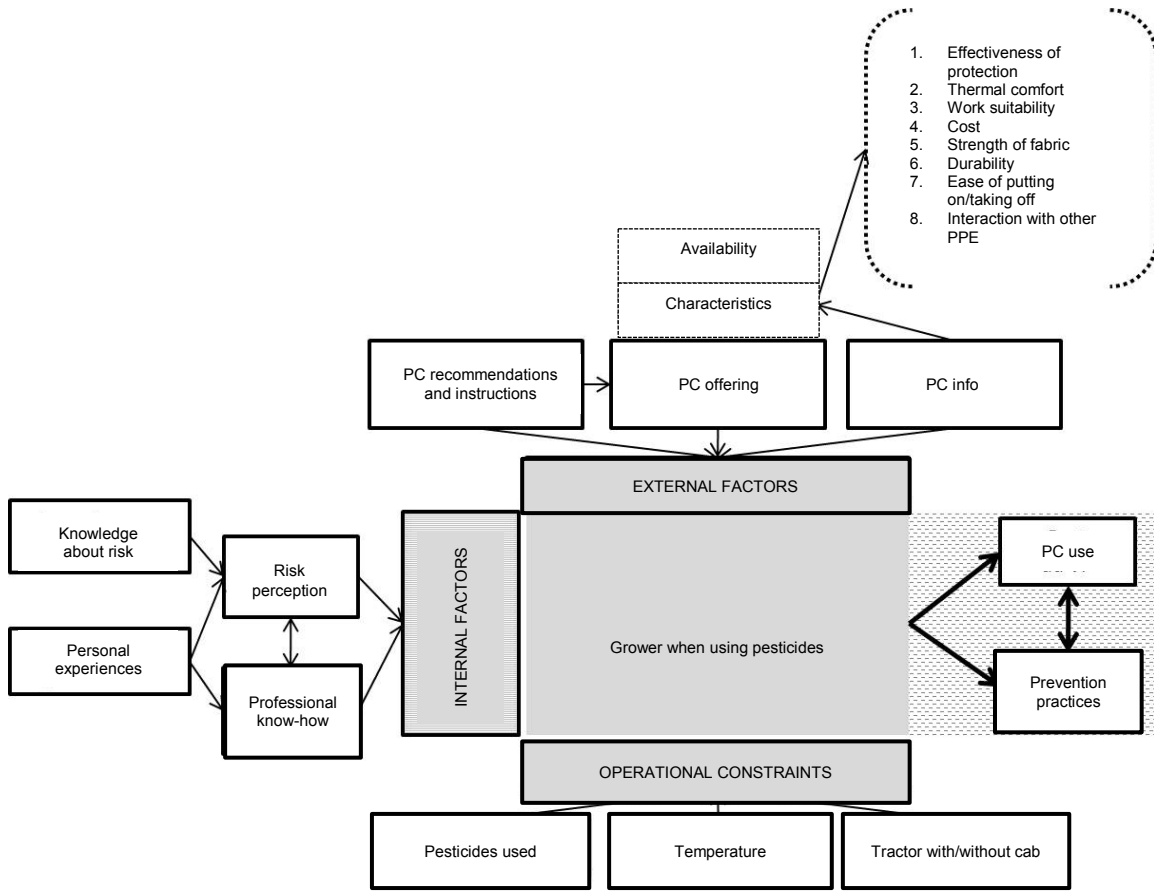 1. Effectiveness of
protection
2. Thermal comfort
3. Work suitability
4. Cost
5. Strength of fabric
6. Durability
7. Ease of putting
on/taking off
8. Interaction with other
PPE
Availability
Characteristics
PC recommendations
and instructions
PC offering
PC info
EXTERNAL FACTORS
Knowledge
about risk
Risk
perception
Personal
experiences
Professional
know-how
INTERNAL FACTORS
Grower when using pesticides
PC use
Prevention
practices
OPERATIONAL CONSTRAINTS
Pesticides used
Temperature
Tractor with/without cab